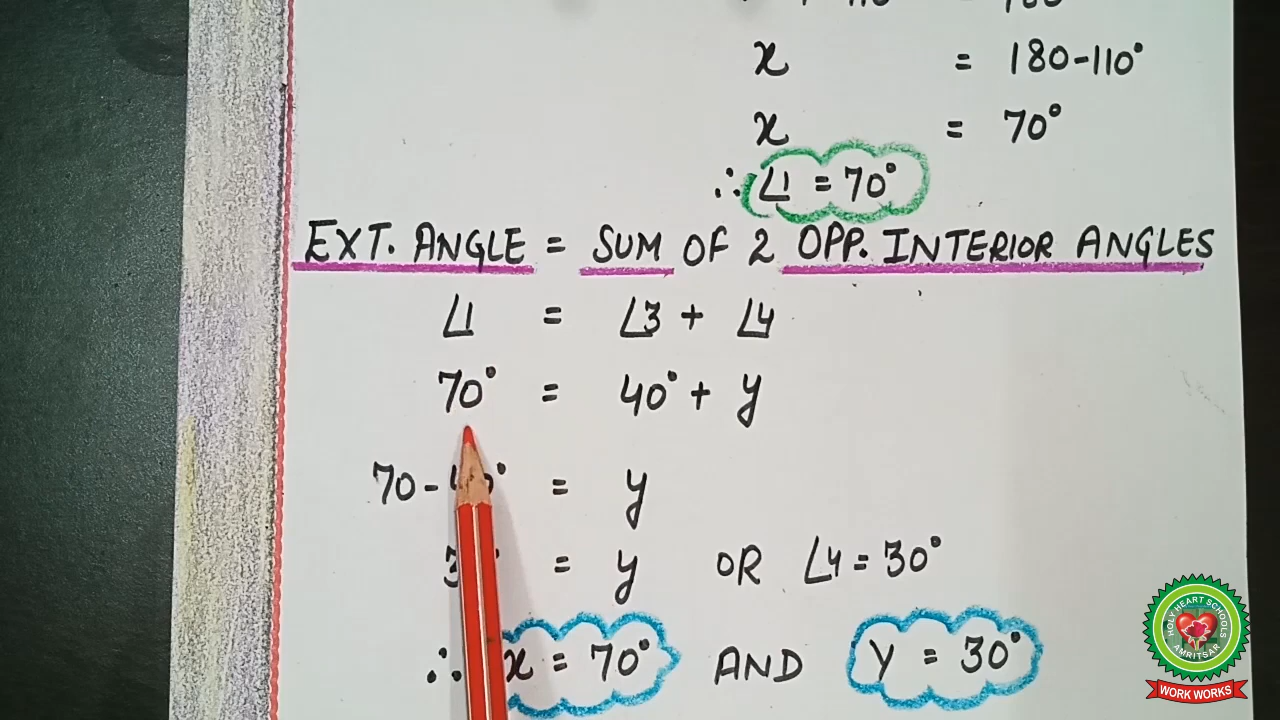 x = 180-110°
x = 70°
∴ ∠1 = 70°
EXT. ANGLE = SUM OF 2 OPP. INTERIOR ANGLES
∠1 = ∠3 + ∠4
70° = 40° + y
70 - = y
= y OR ∠4 = 30°
∴ x = 70° AND y = 30°
HOLY HEART SCHOOLS
AMRITSAR
WORK WORKS